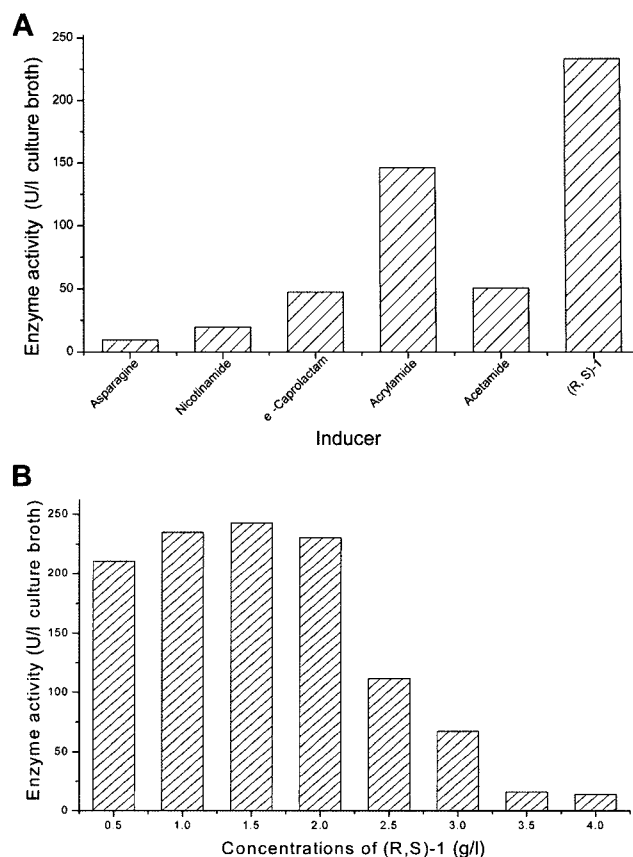 A
Enzyme activity (U/l culture broth)
250
200
150
100
50
0
Asparagine
Nicotinamide
e -Caprolactam
Acrylamide
Acetamide
(R, S)-1
Inducer
B
Enzyme activity (U/l culture broth)
250
200
150
100
50
0
0.5 1.0 1.5 2.0 2.5 3.0 3.5 4.0
Concentrations of (R,S)-1 (g/l)